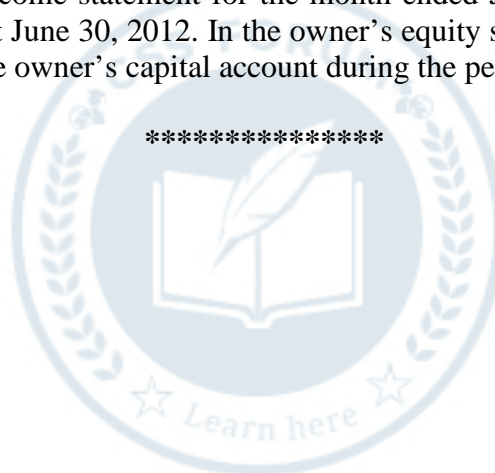 come statement for the month ended
t June 30, 2012. In the owner’s equity s
e owner’s capital account during the pe
***************
Learn here